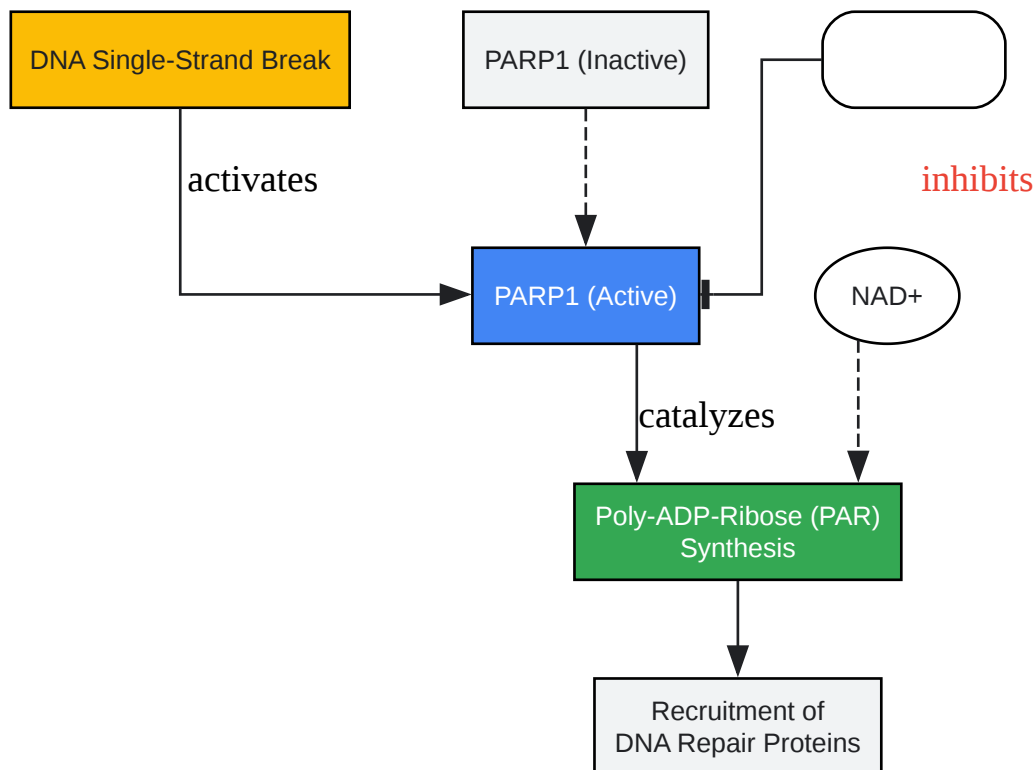 DNA Single-Strand Break
PARP1 (Inactive)
activates
inhibits
PARP1 (Active)
NAD+
catalyzes
Poly-ADP-Ribose (PAR)
Synthesis
Recruitment of
DNA Repair Proteins